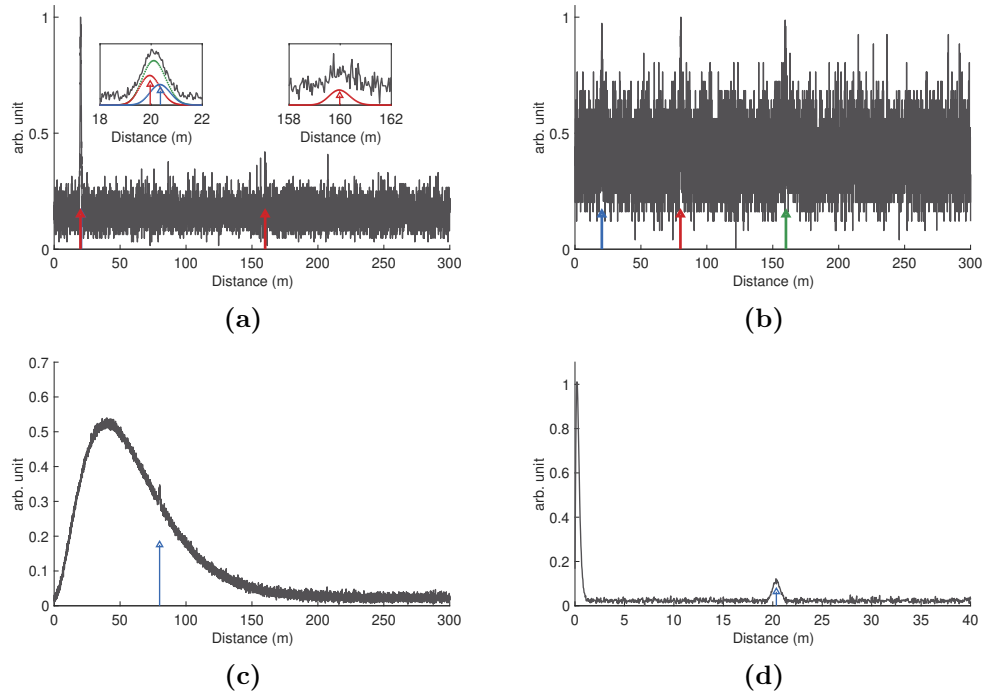 1
0.5
0
arb. unit
0 50 100 150 200 250 300
Distance (m)
18 20 22
Distance (m)
158 160 162
Distance (m)
(a)
1
0.5
0
arb. unit
0 50 100 150 200 250 300
Distance (m)
(b)
0.7
0.6
0.5
0.4
0.3
0.2
0.1
0
arb. unit
0 50 100 150 200 250 300
Distance (m)
(c)
1
0.8
0.6
0.4
0.2
0
arb. unit
0 5 10 15 20 25 30 35 40
Distance (m)
(d)